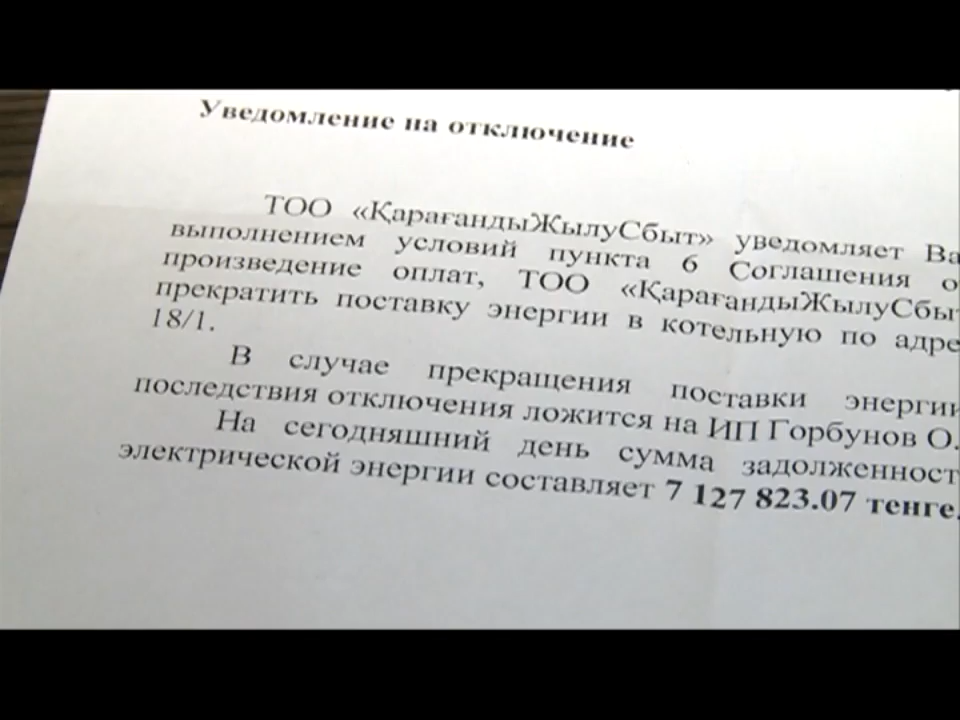 Уведомление на отключение
ТОО «ҚарағандыЖылуСбыт» уведомляет Ва
выполнением условий пункта 6 Соглашения о
произведение оплат, ТОО «ҚарағандыЖылуСбы
прекратить поставку энергии в котельную по адре
18/1.
В случае прекращения поставки энергии
последствия отключения ложится на ИП Горбунов О.
На сегодняшний день сумма задолженност
электрической энергии составляет 7 127 823.07 тенге.